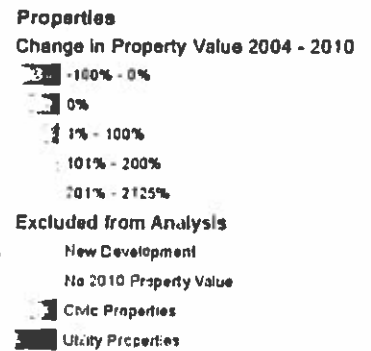 Properties
Change in Property Value 2004 - 2010
-100% - 0%
0%
1% - 100%
101% - 200%
201% - 2125%
Excluded from Analysis
New Development
No 2010 Property Value
Civic Properties
Utility Properties